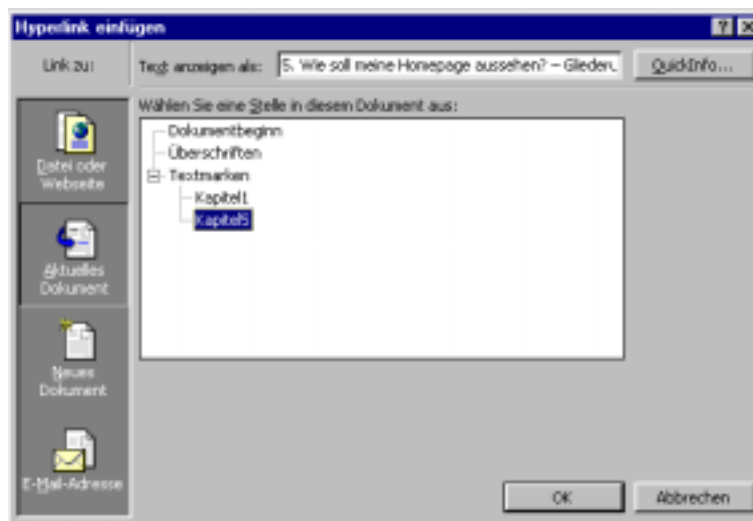 Hyperlink einfügen
Link zu:
Text anzeigen als:
5. Wie soll meine Homepage aussehen? – Gliederu
QuickInfo...
Wählen Sie eine Stelle in diesem Dokument aus:
Dokumentbeginn
Überschriften
Textmarken
Kapitel1
Kapitel5
Datei oder
Webseite
Aktuelles
Dokument
Neues
Dokument
E-Mail-Adresse
OK
Abbrechen